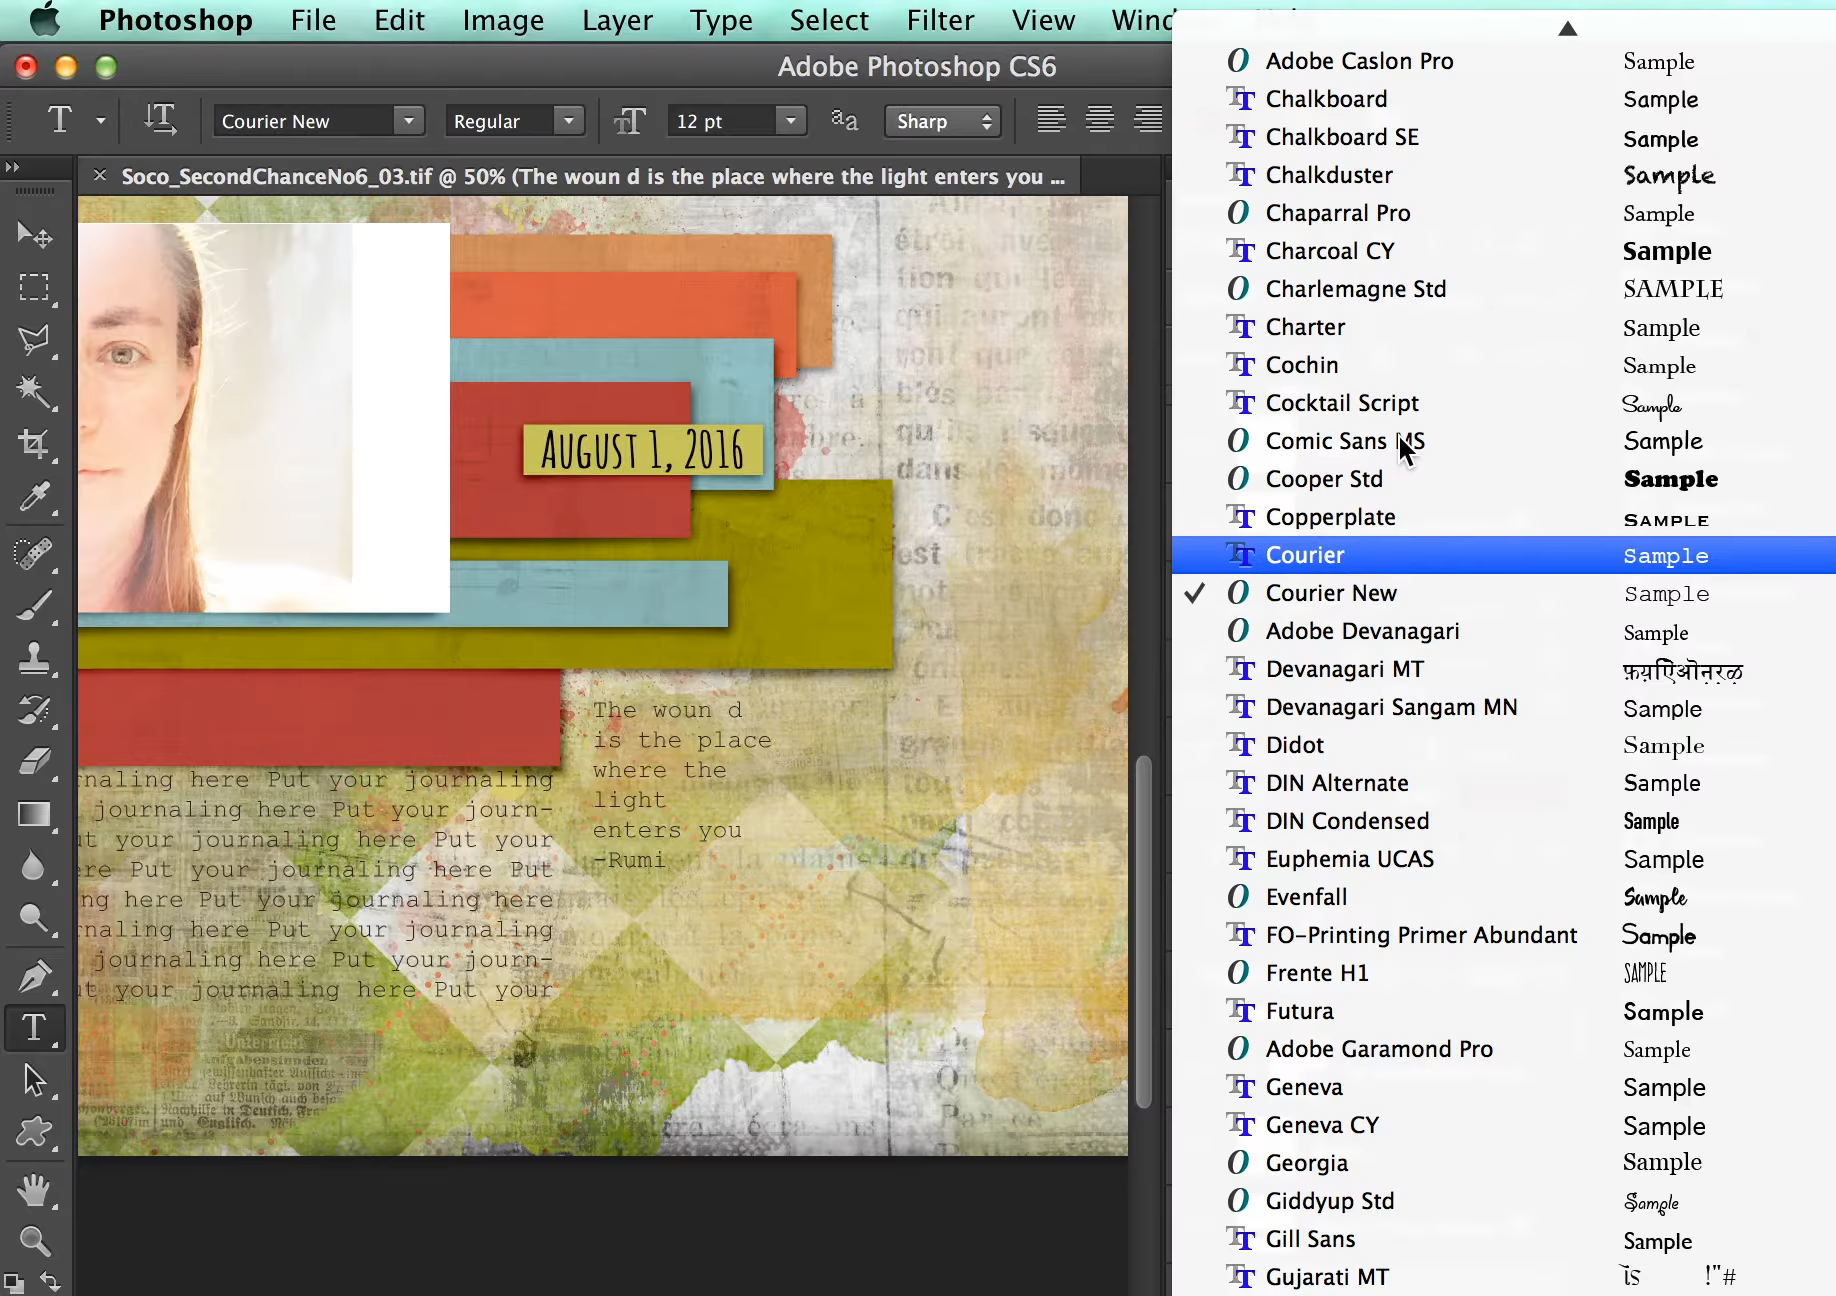 Photoshop File Edit Image Layer Type Select Filter View
Adobe Photoshop CS6
T Courier New Regular 12 pt aa Sharp
× Soco_SecondChanceNo6_03.tif @ 50% (The woun d is the place where the light enters you ...
August 1, 2016
The woun d
is the place
where the
light
enters you
-Rumi
journaling here Put your journaling
journaling here Put your journ-
your journaling here Put your
Put your journaling here Put
here Put your journaling here
journaling here Put your journaling
journaling here Put your journ-
your journaling here Put your
Adobe Caslon Pro Sample
Chalkboard Sample
Chalkboard SE Sample
Chalkduster Sample
Chaparral Pro Sample
Charcoal CY Sample
Charlemagne Std SAMPLE
Charter Sample
Cochin Sample
Cocktail Script Sample
Comic Sans MS Sample
Cooper Std Sample
Copperplate SAMPLE
Courier Sample
✓ Courier New Sample
Adobe Devanagari Sample
Devanagari MT
Devanagari Sangam MN Sample
Didot Sample
DIN Alternate Sample
DIN Condensed Sample
Euphemia UCAS Sample
Evenfall Sample
FO-Printing Primer Abundant Sample
Frente H1 SAMPLE
Futura Sample
Adobe Garamond Pro Sample
Geneva Sample
Geneva CY Sample
Georgia Sample
Giddyup Std Sample
Gill Sans Sample
Gujarati MT !"#